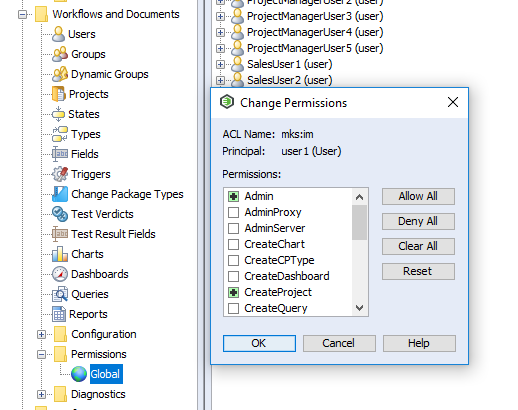 Workflows and Documents
Users
Groups
Dynamic Groups
Projects
States
Types
Fields
Triggers
Change Package Types
Test Verdicts
Test Result Fields
Charts
Dashboards
Queries
Reports
Configuration
Permissions
Global
Diagnostics
ProjectManagerUser2 (user)
ProjectManagerUser3 (user)
ProjectManagerUser4 (user)
ProjectManagerUser5 (user)
SalesUser1 (user)
SalesUser2 (user)
Change Permissions
ACL Name: mks:im
Principal: user1 (User)
Permissions:
Admin
AdminProxy
AdminServer
CreateChart
CreateCPType
CreateDashboard
CreateProject
CreateQuery
Allow All
Deny All
Clear All
Reset
OK Cancel Help